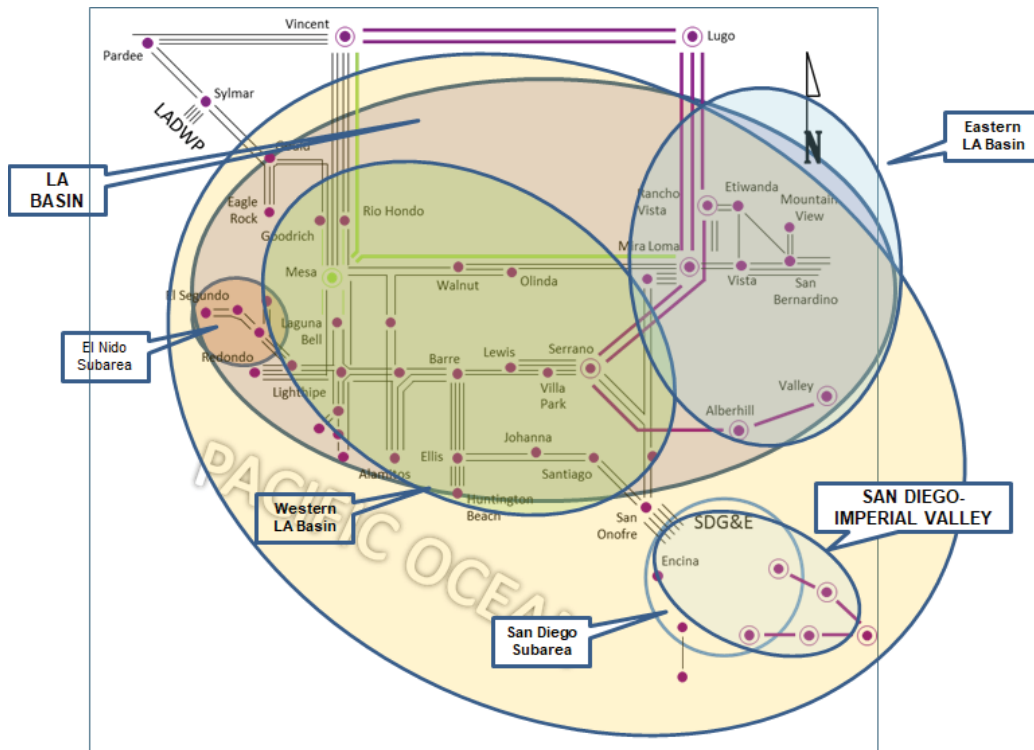 Vincent
Lugo
Pardee
Sylmar
LADWP
N
Eastern
LA Basin
LA
BASIN
Eagle
Rock
Goodrich
Rio Hondo
Rancho
Vista
Etiwanda
Mountain
View
Mira Loma
Mesa
Walnut
Olinda
Vista
San
Bernardino
El Segundo
El Nido
Subarea
Laguna
Bell
Redondo
Lighthipe
Barre
Lewis
Serrano
Villa
Park
Valley
Alberhill
Johanna
Ellis
Santiago
Alamitos
Huntington
Beach
PACIFIC OCEAN
Western
LA Basin
San
Onofre
SDG&E
SAN DIEGO-
IMPERIAL VALLEY
Encina
San Diego
Subarea